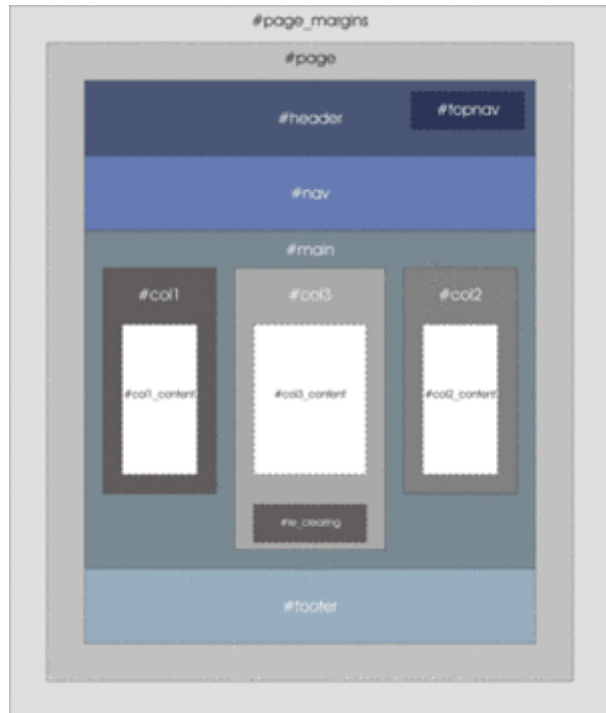 #page_margins
#page
#header
#topnav
#nav
#main
#col1
#col3
#col2
#col1_content
#col3_content
#col2_content
#ie_clearing
#footer